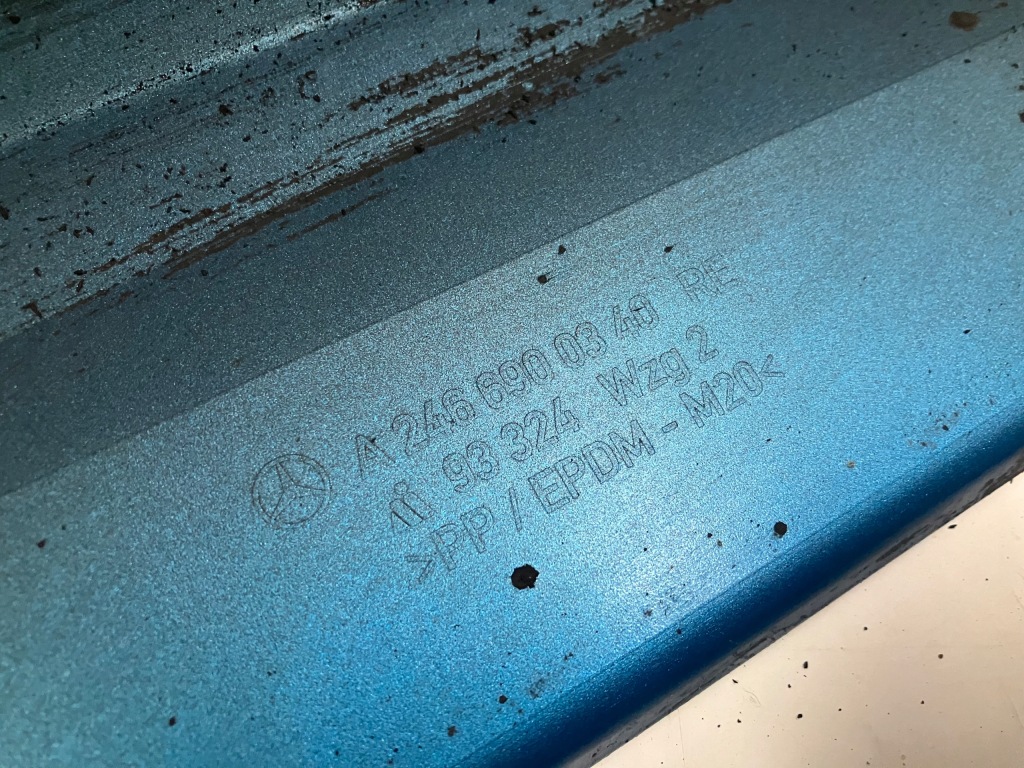 A 246 690 03 40 RE
93 324 Wzg 2
>PP / EPDM - M20<